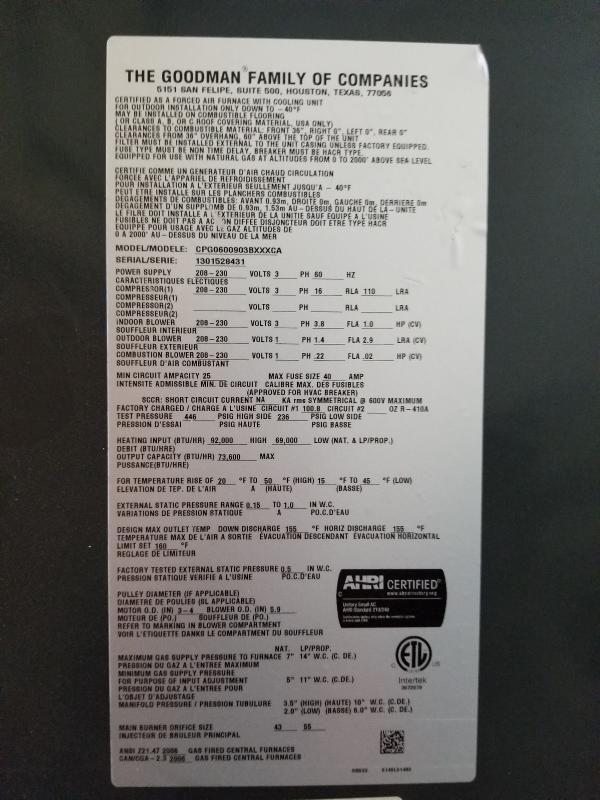 THE GOODMAN® FAMILY OF COMPANIES
5151 SAN FELIPE, SUITE 500, HOUSTON, TEXAS, 77056
CERTIFIED AS A FORCED AIR FURNACE WITH COOLING UNIT
FOR OUTDOOR INSTALLATION ONLY DOWN TO - 40°F
MAY BE INSTALLED ON COMBUSTIBLE FLOORING
( OR CLASS A, B, OR C ROOF COVERING MATERIAL, USA ONLY)
CLEARANCES TO COMBUSTIBLE MATERIAL: FRONT 36", RIGHT 0", LEFT 0", REAR 0"
CLEARANCES FROM 36" OVERHANG, 60" ABOVE THE TOP OF THE UNIT
FILTER MUST BE INSTALLED EXTERNAL TO THE UNIT CASING UNLESS FACTORY EQUIPPED.
FUSE TYPE MUST BE NON TIME DELAY, BREAKER MUST BE HACR TYPE.
EQUIPPED FOR USE WITH NATURAL GAS AT ALTITUDES FROM 0 TO 2000' ABOVE SEA LEVEL
CERTIFIE COMME UN GENERATEUR D'AIR CHAUD CIRCULATION
FORCEE AVEC L'APPAREIL DE REFROIDISSEMENT
POUR INSTALLATION A L'EXTERIEUR SEULLEMENT JUSQU'A - 40°F
PEUT ETRE INSTALLE SUR LES PLANCHERS COMBUSTIBLES
DEGAGEMENTS DE COMBUSTIBLES: AVANT 0.93m, DROITE 0m, GAUCHE 0m, DERRIERE 0m
DEGAGEMENT D'UN SUPPLOMB DE 0.93m, 1.53m AU-DESSUS DU HAUT DE LA-UNITE
LE FILRE DOIT INSTALLE A L'EXTERIEUR DE LA UNITIE SAUF EQUIPE A L'USINE
FUSIBLES NE DOIT PAS A ON DIFFEE DISJONCTEUR DOIT ETRE TYPE HACR
EQUIPPE POUR USAGE AVEC LE GAZ ALTITUDES DE
0 A 2000' AU-DESSUS DU NIVEAU DE LA MER
MODEL/MODELE: CPG0600903BXXXCA
SERIAL/SERIE: 1301528431
POWER SUPPLY 208-230 VOLTS 3 PH 60 HZ
CARACTERISTIQUES ELECTIQUES
COMPRESOR(1) 208-230 VOLTS 3 PH 16 RLA 110 LRA
COMPRESSEUR(1)
COMPRESSOR(2) VOLTS PH RLA LRA
COMPRESSEUR(2)
INDOOR BLOWER 208-230 VOLTS 3 PH 3.8 FLA 1.0 HP (CV)
SOUFFLEUR INTERIEUR
OUTDOOR BLOWER 208-230 VOLTS 1 PH 1.4 FLA 2.9 LRA (CV)
SOUFFLEUR EXTERIEUR
COMBUSTION BLOWER 208-230 VOLTS 1 PH .22 FLA .02 HP (CV)
SOUFFLEUR D'AIR COMBUSTANT
MIN CIRCUIT AMPACITY 25 MAX FUSE SIZE 40 AMP
INTENSITE ADMISSIBLE MIN. DE CIRCUIT CALIBRE MAX. DES FUSIBLES
(APPROVED FOR HVAC BREAKER)
SCCR: SHORT CIRCUIT CURRENT NA KA rms SYMMETRICAL @ 600V MAXIMUM
FACTORY CHARGED / CHARGE A L'USINE CIRCUIT #1 100.8 CIRCUIT #2 OZ R-410A
TEST PRESSURE 446 PSIG HIGH SIDE 236 PSIG LOW SIDE
PRESSION D'ESSAI PSIG HAUTE PSIG BASSE
HEATING INPUT (BTU/HR) 92,000 HIGH 69,000 LOW (NAT. & LP/PROP.)
DEBIT (BTU/HRE)
OUTPUT CAPACITY (BTU/HR) 73,600 MAX
PUISSANCE(BTU/HRE)
FOR TEMPERATURE RISE OF 20 °F TO 50 °F (HIGH) 15 °F TO 45 °F (LOW)
ELEVATION DE TEP. DE L'AIR A (HAUTE) (BASSE)
EXTERNAL STATIC PRESSURE RANGE 0.15 TO 1.0 IN W.C.
VARIATIONS DE PRESSION STATIQUE A PO.C.D'EAU
DESIGN MAX OUTLET TEMP DOWN DISCHARGE 155 °F HORIZ DISCHARGE 155 °F
TEMPERATURE MAX DE L'AIR A SORTIE EVACUATION DESCENDANT EVACUATION HORIZONTAL
LIMIT SET 160 °F
REGLAGE DE LIMITEUR
FACTORY TESTED EXTERNAL STATIC PRESSURE 0.5 IN W.C.
PRESSION STATIQUE VERIFIE A L'USINE PO.C.D'EAU
PULLEY DIAMETER (IF APPLICABLE)
DIAMETRE DE POULIES (SL APPLICABLE)
MOTOR O.D. (IN) 3-4 BLOWER O.D. (IN) 5.9
MOTEUR DE (PO.) SOUFFLEUR DE (PO.)
REFER TO MARKING IN BLOWER COMPARTMENT
VOIR L'ETIQUETTE DANKS LE COMPARTMENT DU SOUFFLEUR
AHRI CERTIFIED®
www.ahridirectory.org
Unitary Small AC
AHRI Standard 210/240
NAT. LP/PROP.
MAXIMUM GAS SUPPLY PRESSURE TO FURNACE 7" 14" W.C. (C.DE.)
PRESSION DU GAZ A L'ENTREE MAXIMUM
MINIMUM GAS SUPPLY PRESSURE
FOR PURPOSE OF INPUT ADJUSTMENT 5" 11" W.C. (C.DE.)
PRESSION DU GAZ A L'ENTREE POUR
L'OBJET D'ADJUSTAGE
MANIFOLD PRESSURE / PRESSION TUBULURE 3.5" (HIGH) (HAUTE) 10" W.C. (C.DE.)
2.0" (LOW) (BASSE) 6.0" W.C. (C.DE.)
C ETL US
Intertek
MAIN BURNER ORIFICE SIZE 43 55
INJECTEUR DE BRULEUR PRINCIPAL
ANSI Z21.47 2006 GAS FIRED CENTRAL FURNACES
CAN/CGA-2.3 2006 GAS FIRED CENTRAL FURNACES